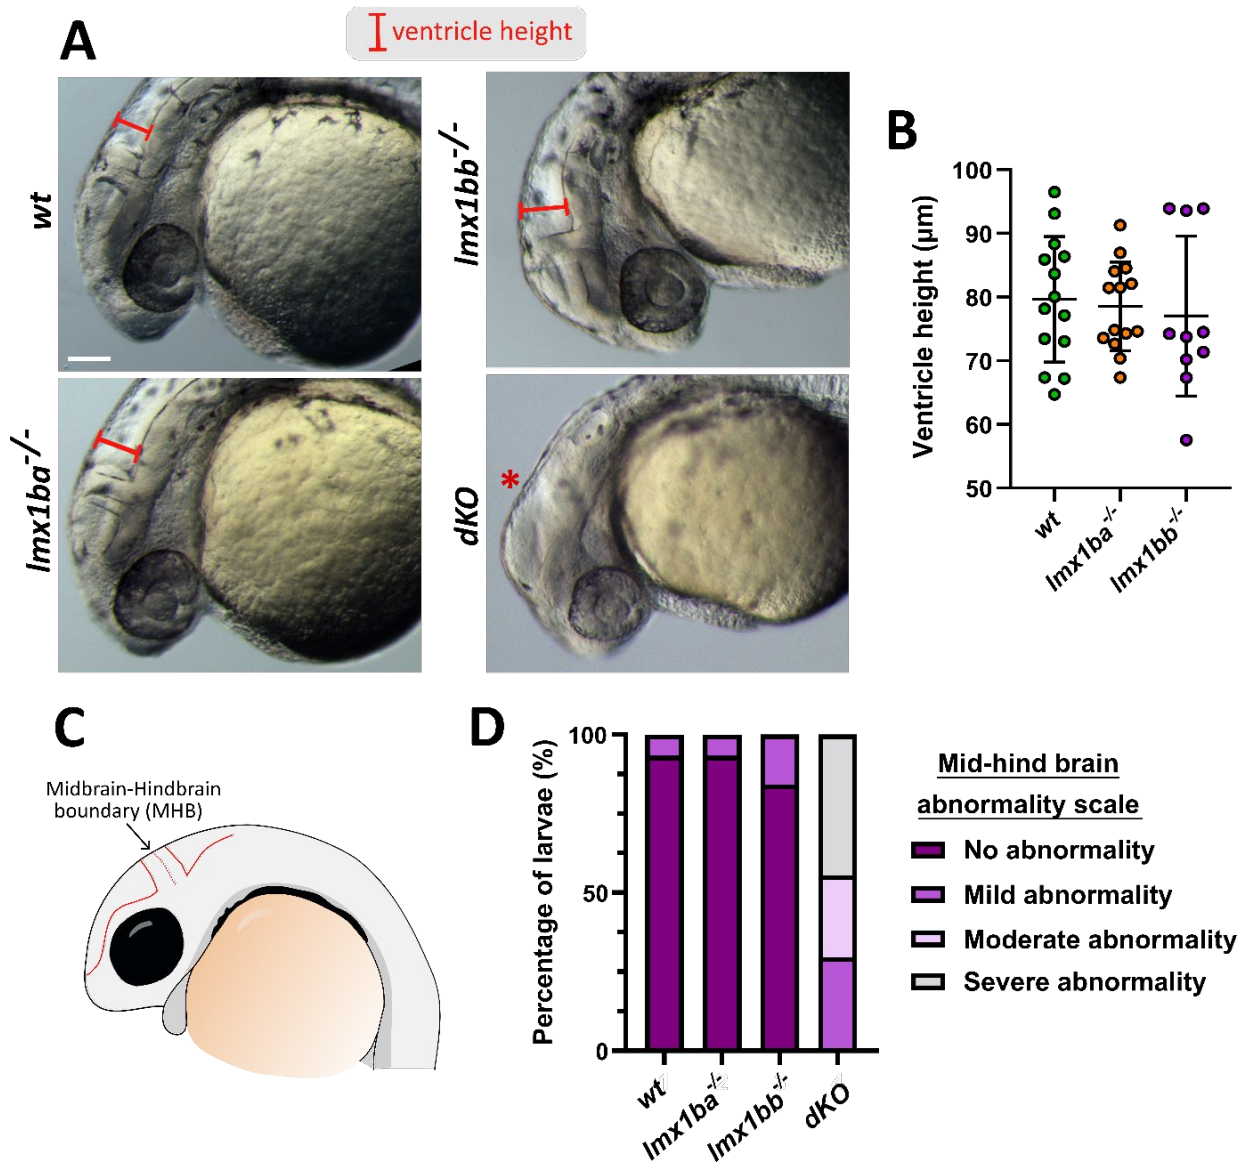 A
ventricle height
wt
lmx1bb-/-
lmx1ba-/-
dKO
*
B
Ventricle height (µm)
100
90
80
70
60
50
wt
lmx1ba-/-
lmx1bb-/-
C
Midbrain-Hindbrain
boundary (MHB)
D
Percentage of larvae (%)
100
50
0
wt
lmx1ba-/-
lmx1bb-/-
dKO
Mid-hind brain
abnormality scale
No abnormality
Mild abnormality
Moderate abnormality
Severe abnormality